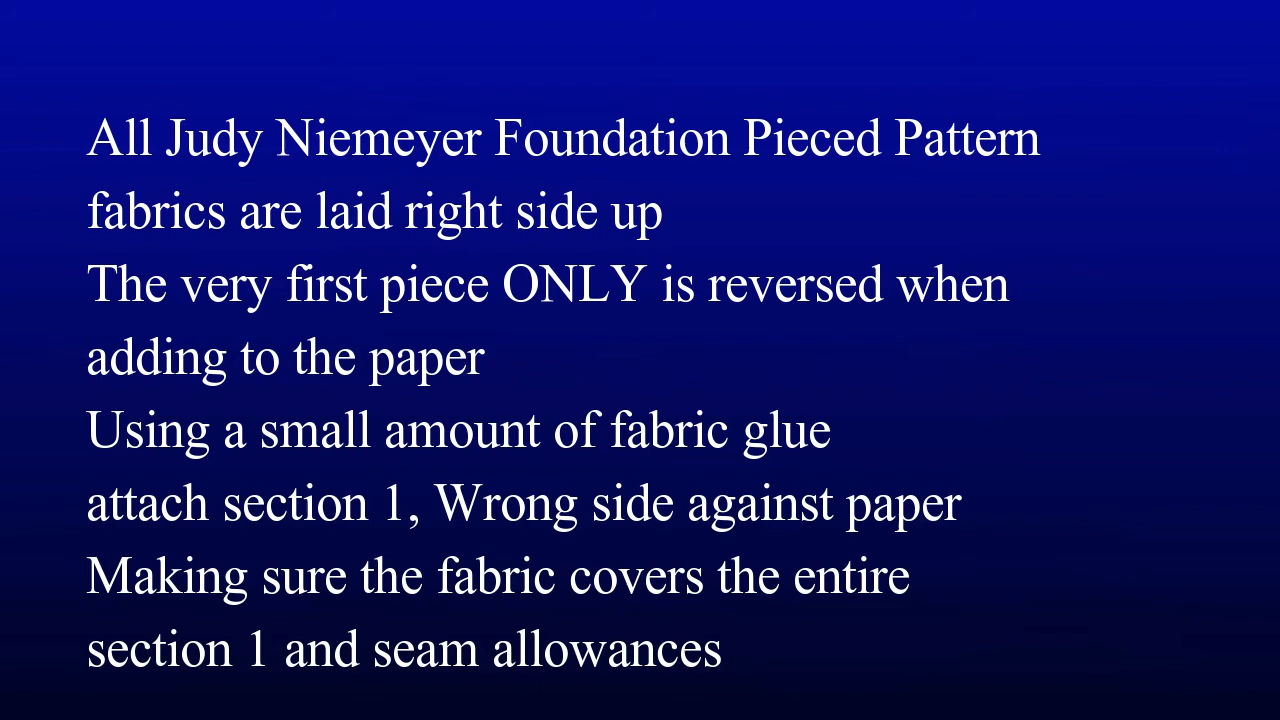 All Judy Niemeyer Foundation Pieced Pattern
fabrics are laid right side up
The very first piece ONLY is reversed when
adding to the paper
Using a small amount of fabric glue
attach section 1, Wrong side against paper
Making sure the fabric covers the entire
section 1 and seam allowances